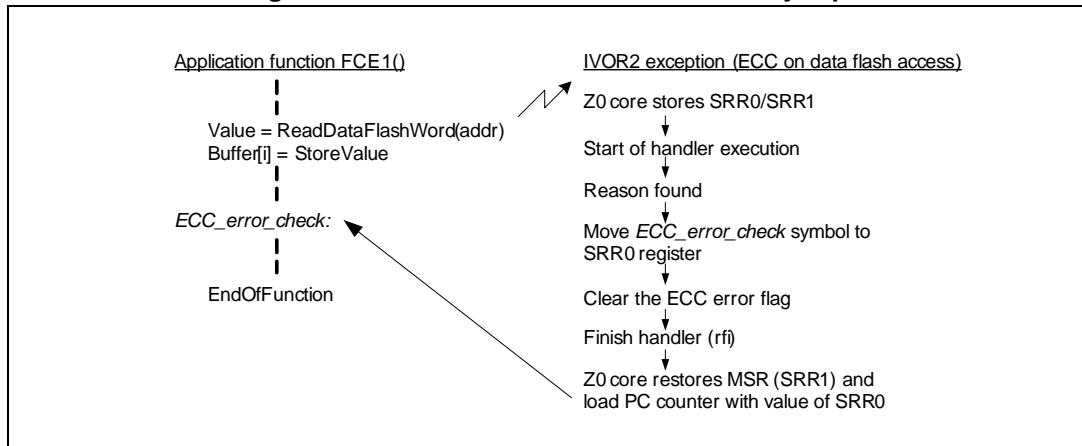 Application function FCE1()
Value = ReadDataFlashWord(addr)
Buffer[i] = StoreValue
ECC_error_check:
EndOfFunction
IVOR2 exception (ECC on data flash access)
Z0 core stores SRR0/SRR1
Start of handler execution
Reason found
Move ECC_error_check symbol to
SRR0 register
Clear the ECC error flag
Finish handler (rfi)
Z0 core restores MSR (SRR1) and
load PC counter with value of SRR0